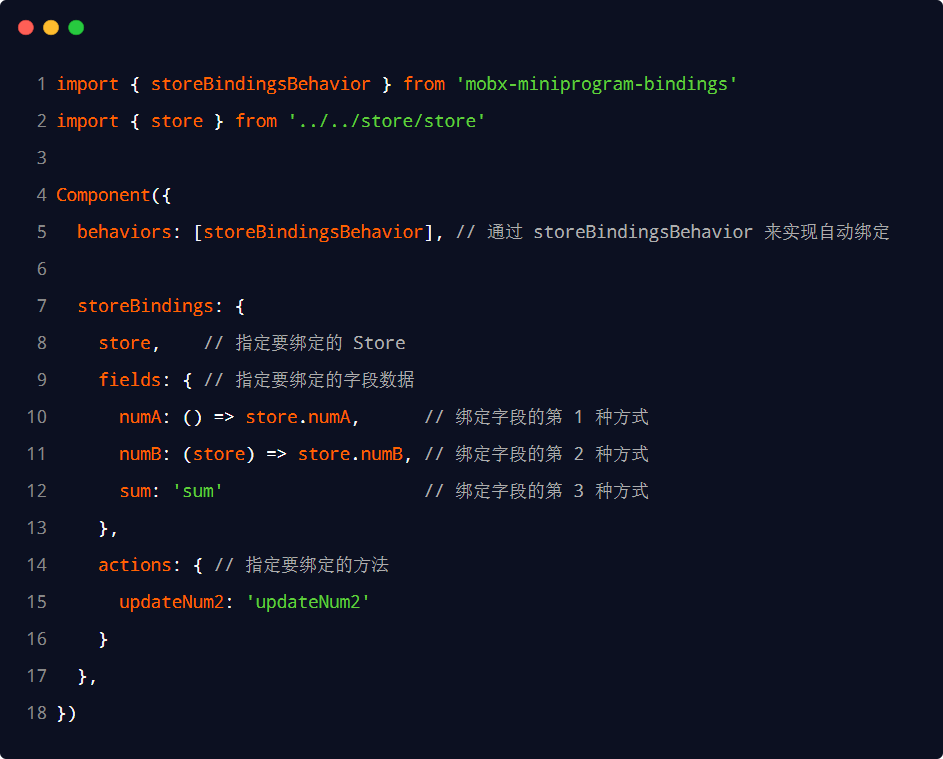 1 import { storeBindingsBehavior } from 'mobx-miniprogram-bindings'
2 import { store } from '../../store/store'
3
4 Component({
5   behaviors: [storeBindingsBehavior], // 通过 storeBindingsBehavior 来实现自动绑定
6
7   storeBindings: {
8     store,    // 指定要绑定的 Store
9     fields: { // 指定要绑定的字段数据
10       numA: () => store.numA,      // 绑定字段的第 1 种方式
11       numB: (store) => store.numB, // 绑定字段的第 2 种方式
12       sum: 'sum'                   // 绑定字段的第 3 种方式
13     },
14     actions: { // 指定要绑定的方法
15       updateNum2: 'updateNum2'
16     }
17   },
18 })